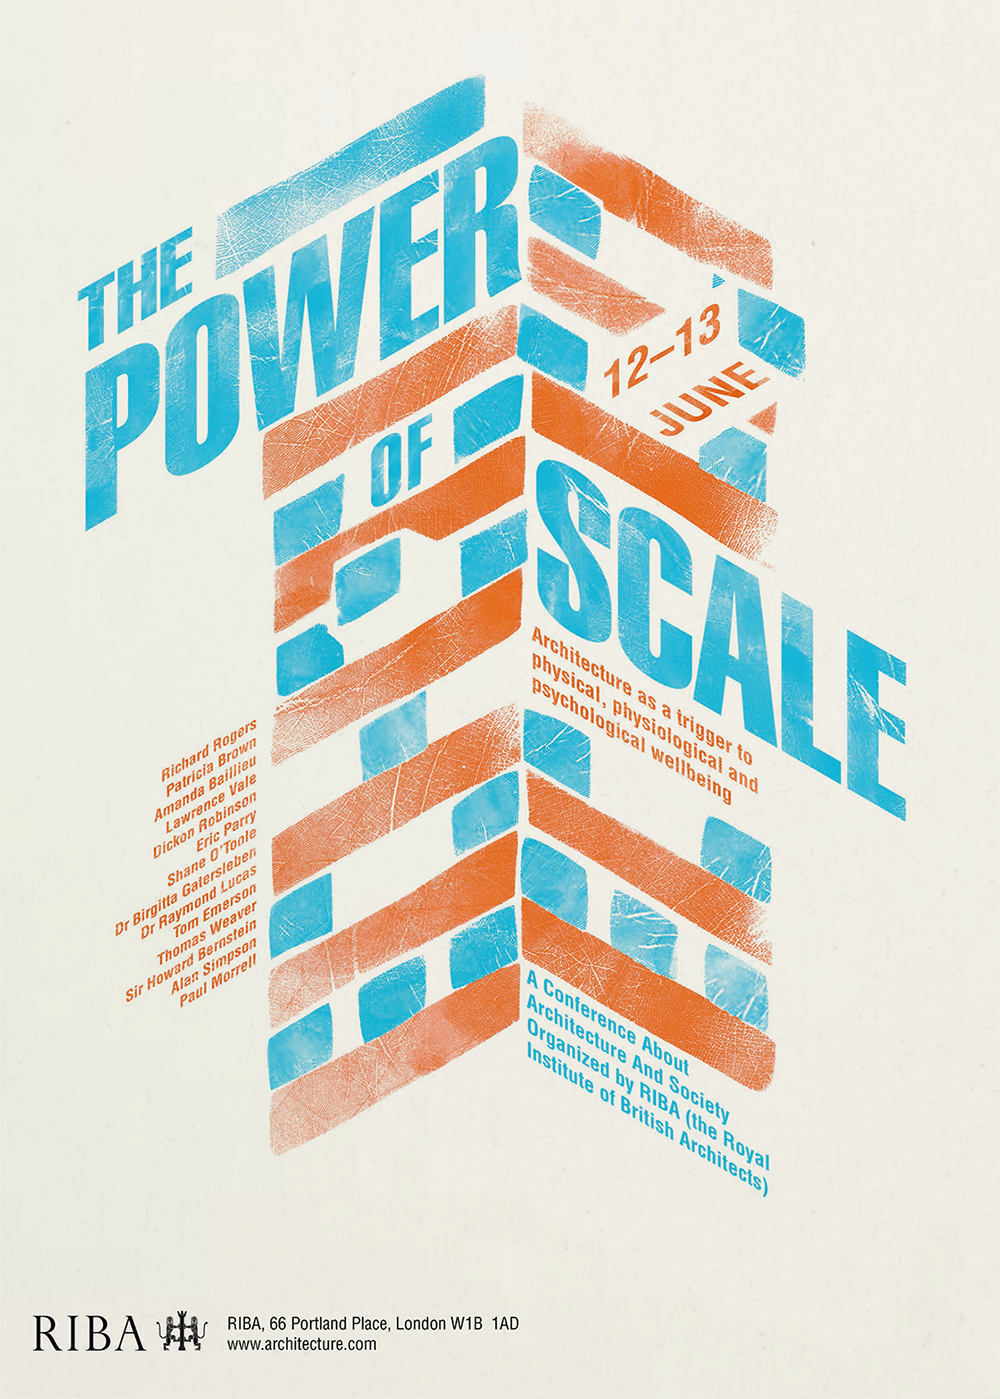 THE
POWER
OF
12–13
JUNE
SCALE
Architecture as a trigger to
physical, physiological and
psychological wellbeing
Richard Rogers
Patricia Brown
Amanda Baillieu
Lawrence Vale
Dickon Robinson
Eric Parry
Shane O'Toole
Dr Birgitta Gatersleben
Dr Raymond Lucas
Tom Emerson
Thomas Weaver
Sir Howard Bernstein
Alan Simpson
Paul Morrell
A Conference About
Architecture And Society
Organized by RIBA (the Royal
Institute of British Architects)
RIBA
RIBA, 66 Portland Place, London W1B 1AD
www.architecture.com